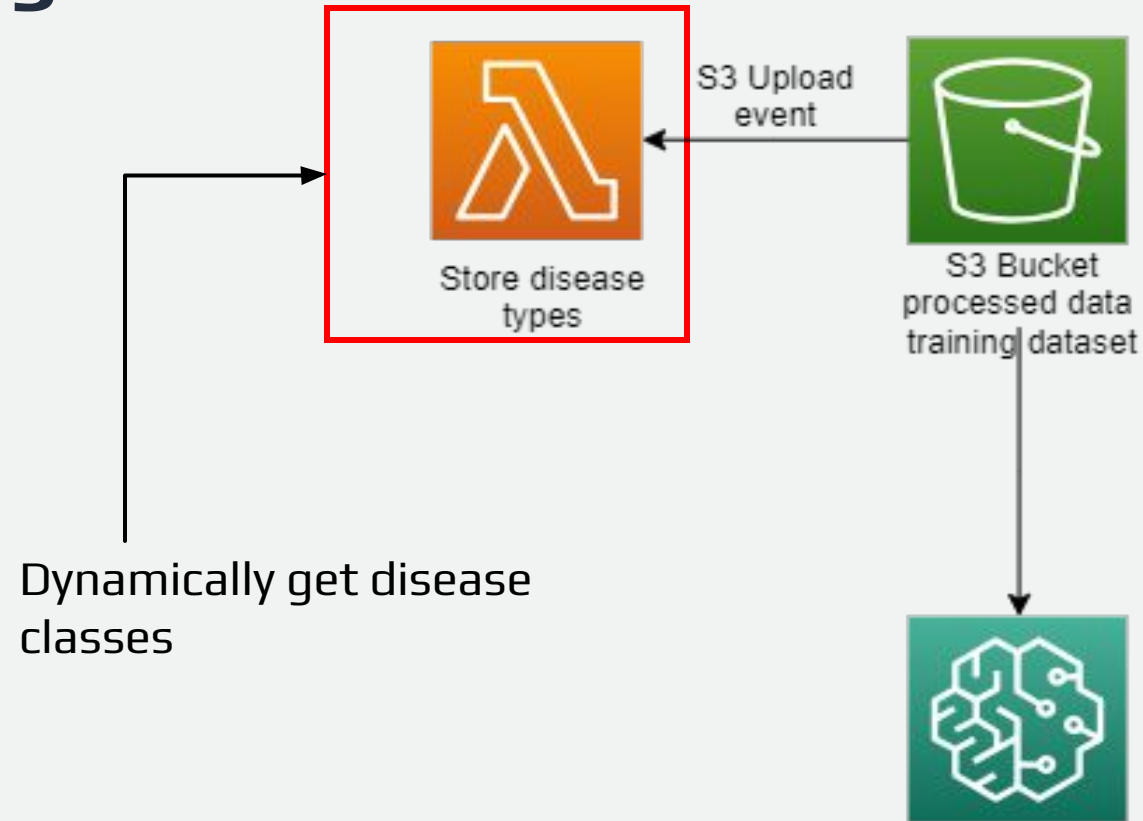 g
S3 Upload
event
Store disease
types
S3 Bucket
processed data
training dataset
Dynamically get disease
classes